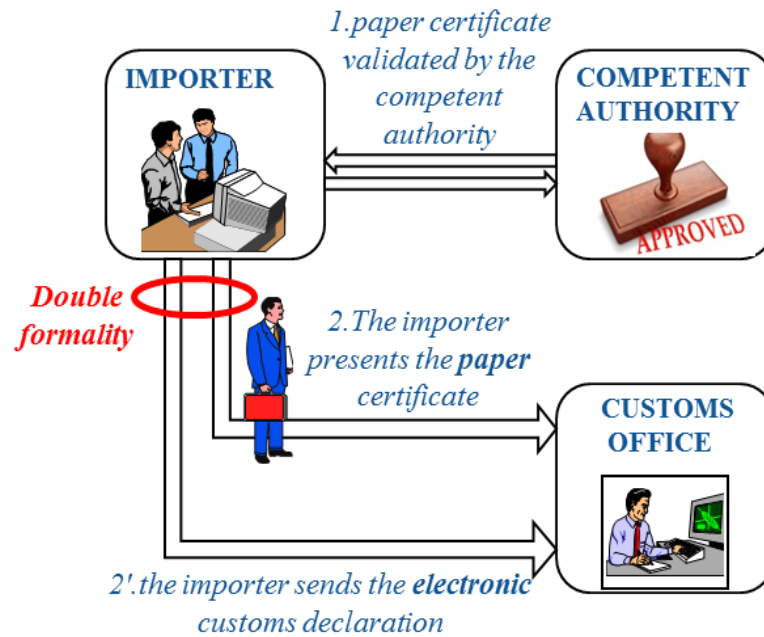 1.paper certificate
validated by the
competent
authority
IMPORTER
COMPETENT
AUTHORITY
APPROVED
Double
formality
2.The importer
presents the paper
certificate
CUSTOMS
OFFICE
2'.the importer sends the electronic
customs declaration